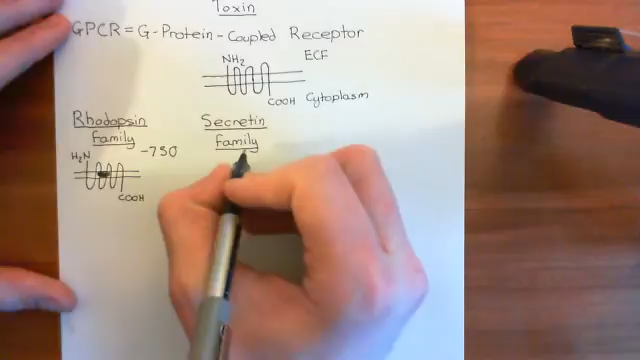 Toxin
GPCR = G-Protein-Coupled Receptor
NH2
ECF
COOH Cytoplasm
Rhodopsin
family
-750
H2N
COOH
Secretin
family